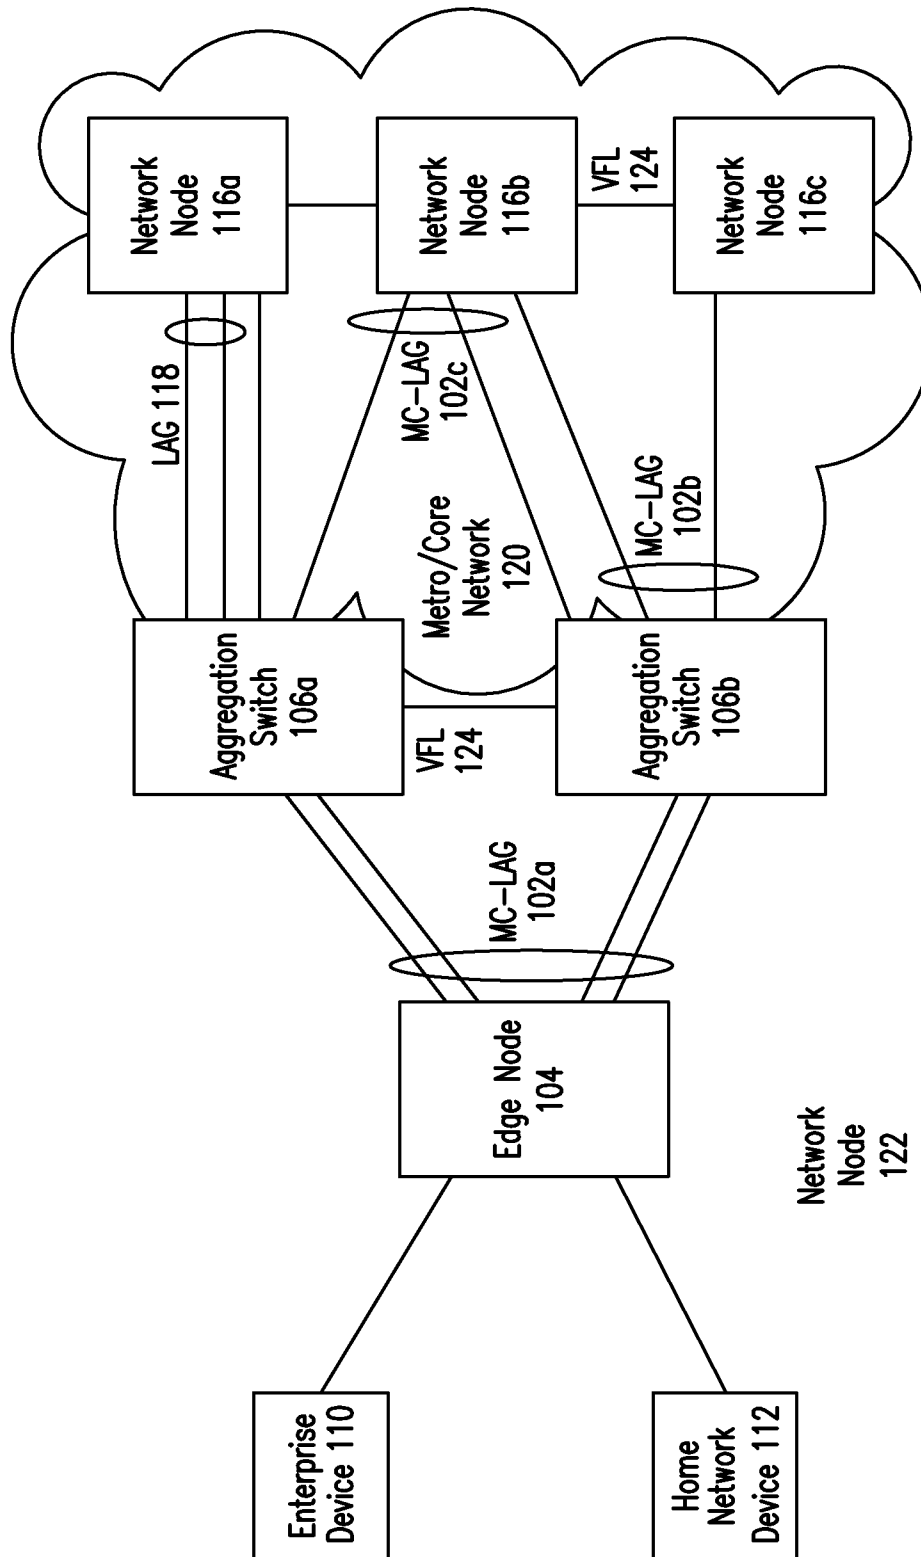 Enterprise
Device 110
Home
Network
Device 112
Edge Node
104
Network
Node
122
MC-LAG
102a
Aggregation
Switch
106a
VFL
124
Aggregation
Switch
106b
Metro/Core
Network
120
MC-LAG
102b
LAG 118
MC-LAG
102c
Network
Node
116a
Network
Node
116b
VFL
124
Network
Node
116c